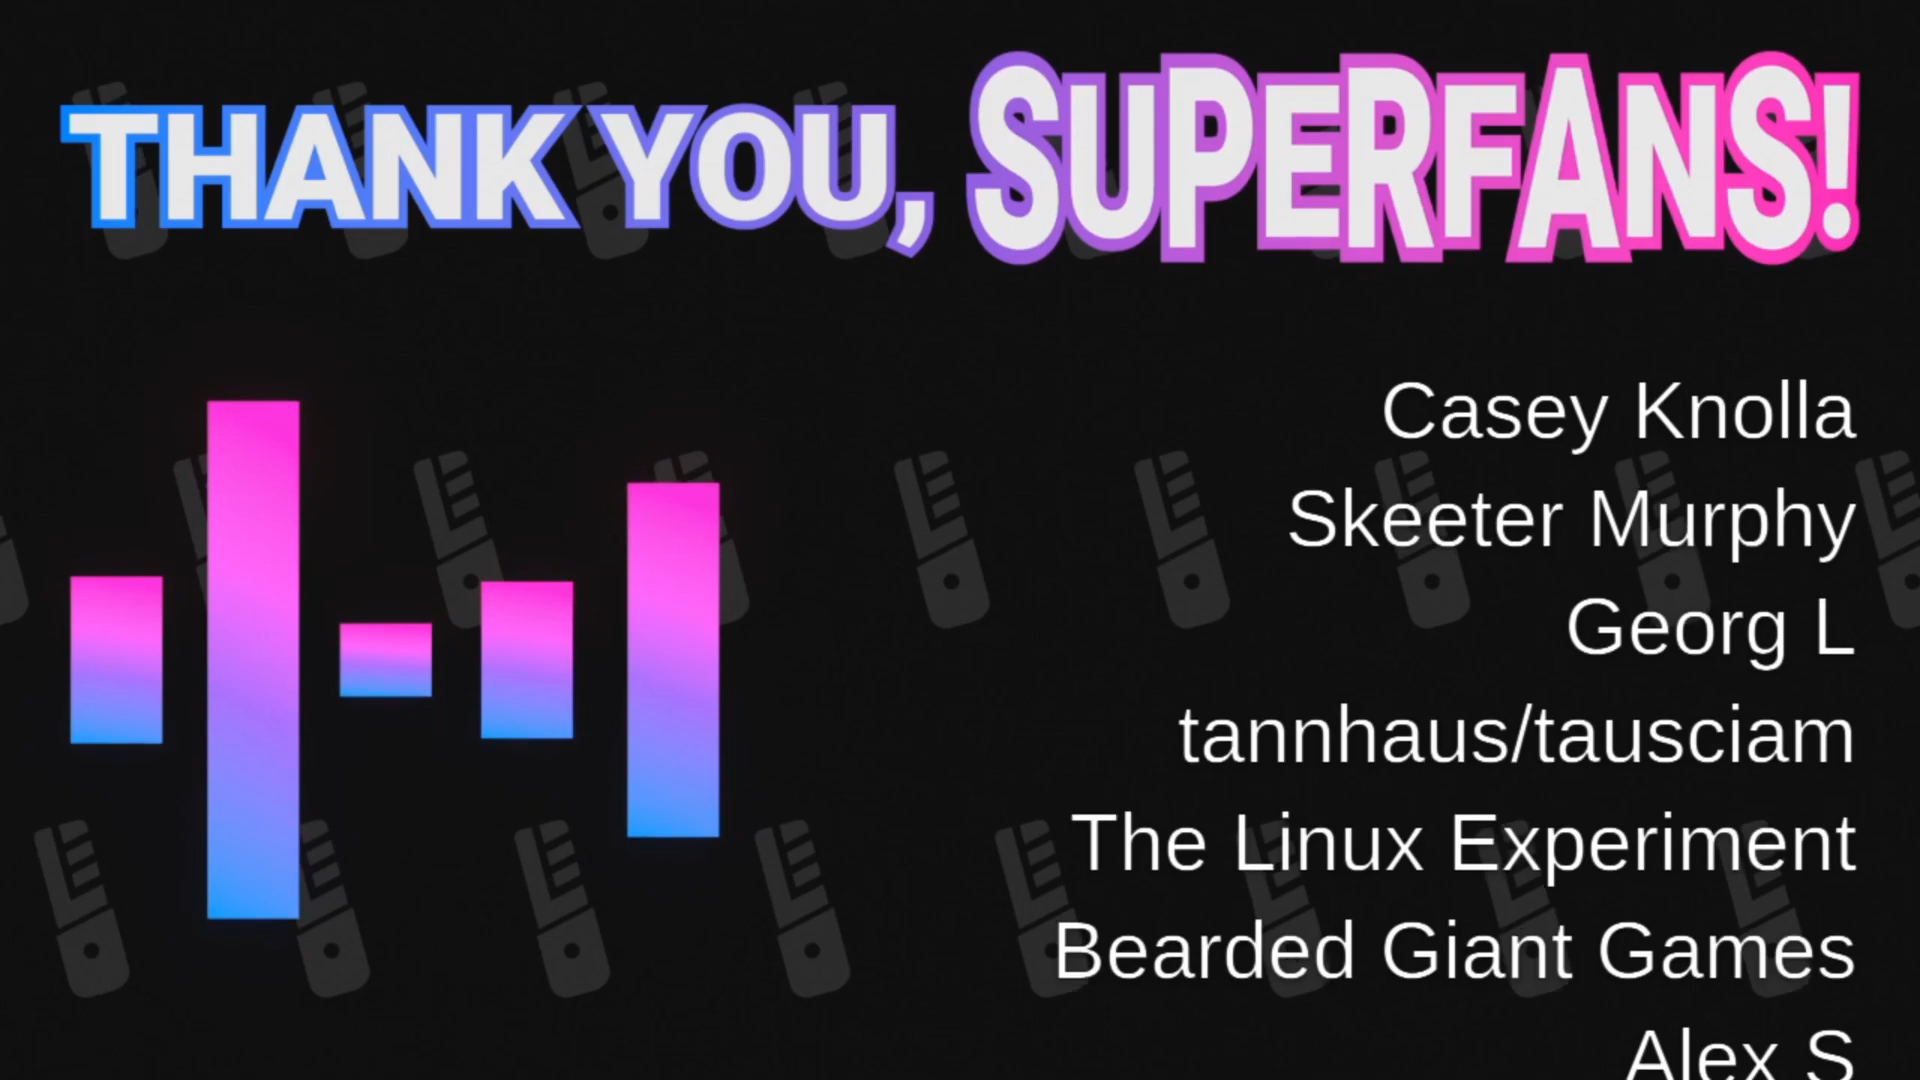 THANK YOU, SUPERFANS!
Casey Knolla
Skeeter Murphy
Georg L
tannhaus/tausciam
The Linux Experiment
Bearded Giant Games
Alex S